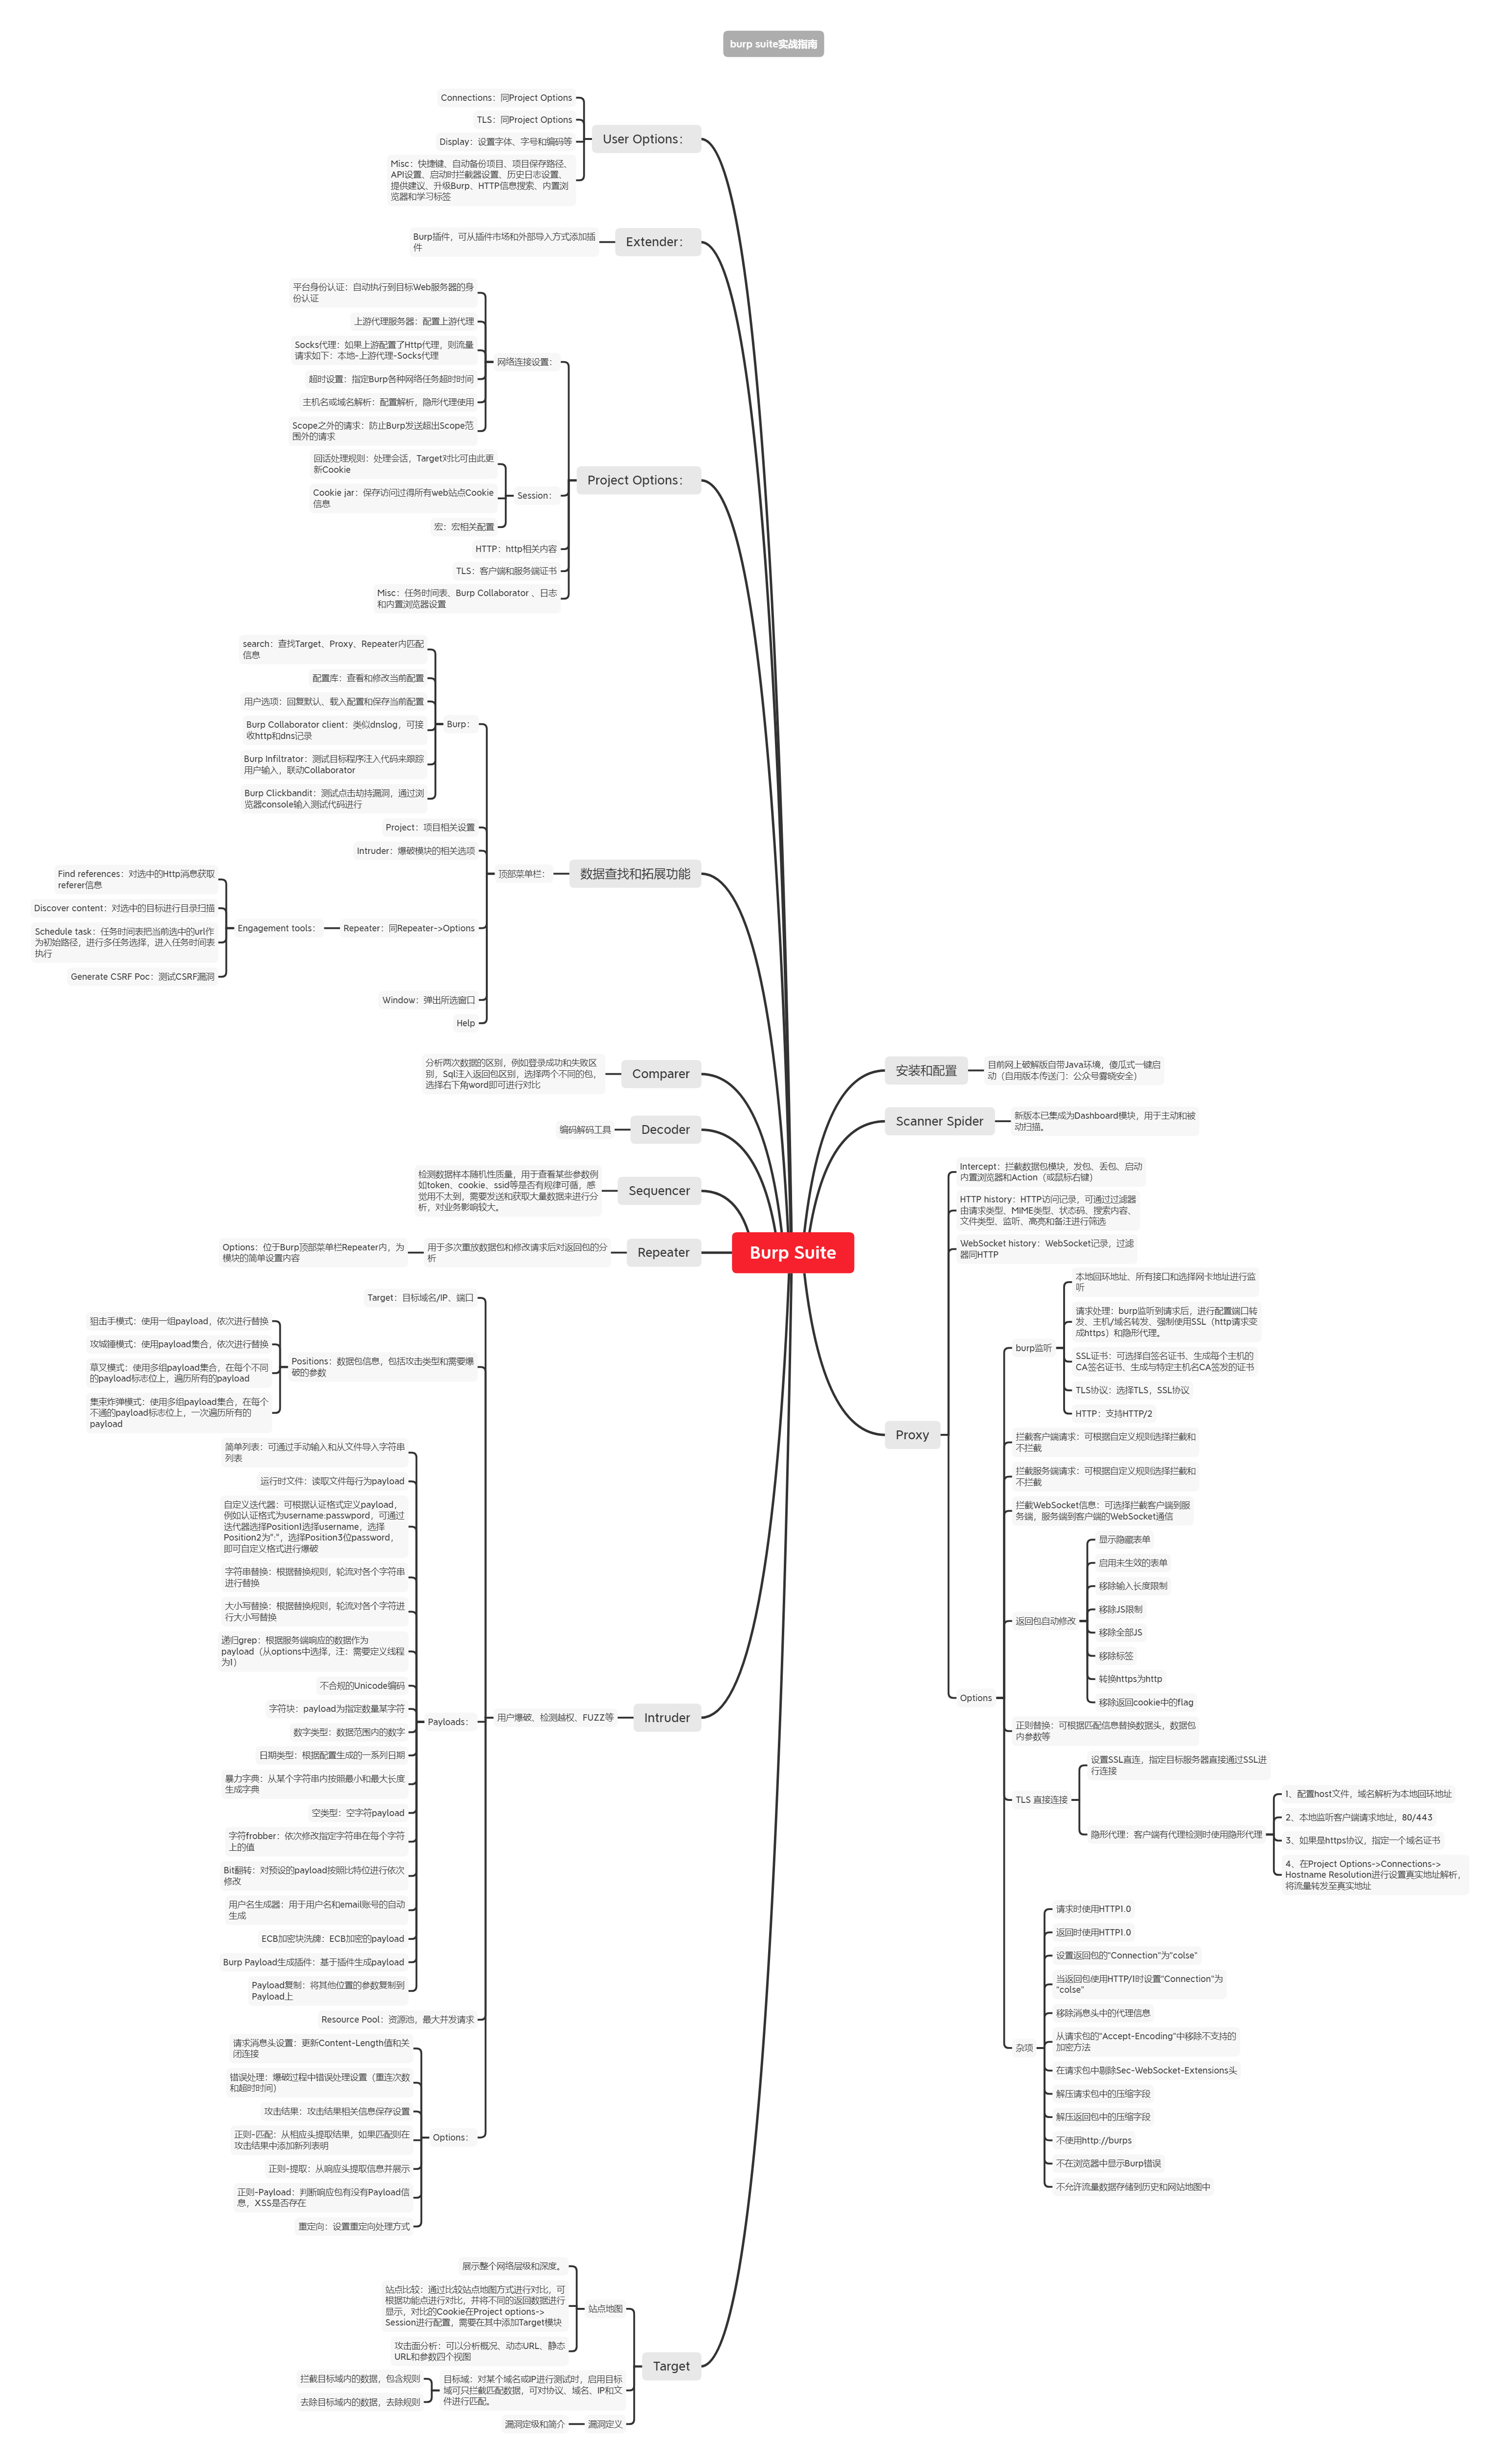 burp suite实战指南
Burp Suite
安装和配置
目前网上破解版自带Java环境，傻瓜式一键启
动（自用版本传送门：公众号雾晓安全）
Scanner Spider
新版本已集成为Dashboard模块，用于主动和被
动扫描。
Proxy
Intercept：拦截数据包模块，发包、丢包、启动
内置浏览器和Action（或鼠标右键）
HTTP history：HTTP访问记录，可通过过滤器
由请求类型、MIME类型、状态码、搜索内容、
文件类型、监听、高亮和备注进行筛选
WebSocket history：WebSocket记录，过滤
器同HTTP
Options
burp监听
本地回环地址、所有接口和选择网卡地址进行监
听
请求处理：burp监听到请求后，进行配置端口转
发、主机/域名转发、强制使用SSL（http请求变
成https）和隐形代理。
SSL证书：可选择自签名证书、生成每个主机的
CA签名证书、生成与特定主机名CA签发的证书
TLS协议：选择TLS，SSL协议
HTTP：支持HTTP/2
拦截客户端请求：可根据自定义规则选择拦截和
不拦截
拦截服务端请求：可根据自定义规则选择拦截和
不拦截
拦截WebSocket信息：可选择拦截客户端到服
务端，服务端到客户端的WebSocket通信
返回包自动修改
显示隐藏表单
启用未生效的表单
移除输入长度限制
移除JS限制
移除全部JS
移除标签
转换https为http
移除返回cookie中的flag
正则替换：可根据匹配信息替换数据头，数据包
内参数等
TLS 直接连接
设置SSL直连，指定目标服务器直接通过SSL进
行连接
隐形代理：客户端有代理检测时使用隐形代理
1、配置host文件，域名解析为本地回环地址
2、本地监听客户端请求地址，80/443
3、如果是https协议，指定一个域名证书
4、在Project Options->Connections->
Hostname Resolution进行设置真实地址解析，
将流量转发至真实地址
杂项
请求时使用HTTP1.0
返回时使用HTTP1.0
设置返回包的"Connection"为"colse"
当返回包使用HTTP/1时设置"Connection"为
"colse"
移除消息头中的代理信息
从请求包的"Accept-Encoding"中移除不支持的
加密方法
在请求包中剔除Sec-WebSocket-Extensions头
解压请求包中的压缩字段
解压返回包中的压缩字段
不使用http://burps
不在浏览器中显示Burp错误
不允许流量数据存储到历史和网站地图中
User Options：
Connections：同Project Options
TLS：同Project Options
Display：设置字体、字号和编码等
Misc：快捷键、自动备份项目、项目保存路径、
API设置、启动时拦截器设置、历史日志设置、
提供建议、升级Burp、HTTP信息搜索、内置浏
览器和学习标签
Extender：
Burp插件，可从插件市场和外部导入方式添加插
件
Project Options：
网络连接设置：
平台身份认证：自动执行到目标Web服务器的身
份认证
上游代理服务器：配置上游代理
Socks代理：如果上游配置了Http代理，则流量
请求如下：本地-上游代理-Socks代理
超时设置：指定Burp各种网络任务超时时间
主机名或域名解析：配置解析，隐形代理使用
Scope之外的请求：防止Burp发送超出Scope范
围外的请求
Session：
回话处理规则：处理会话，Target对比可由此更
新Cookie
Cookie jar：保存访问过得所有web站点Cookie
信息
宏：宏相关配置
HTTP：http相关内容
TLS：客户端和服务端证书
Misc：任务时间表、Burp Collaborator 、日志
和内置浏览器设置
数据查找和拓展功能
顶部菜单栏：
Burp：
search：查找Target、Proxy、Repeater内匹配
信息
配置库：查看和修改当前配置
用户选项：回复默认、载入配置和保存当前配置
Burp Collaborator client：类似dnslog，可接
收http和dns记录
Burp Infiltrator：测试目标程序注入代码来跟踪
用户输入，联动Collaborator
Burp Clickbandit：测试点击劫持漏洞，通过浏
览器console输入测试代码进行
Project：项目相关设置
Intruder：爆破模块的相关选项
Repeater：同Repeater->Options
Engagement tools：
Find references：对选中的Http消息获取
referer信息
Discover content：对选中的目标进行目录扫描
Schedule task：任务时间表把当前选中的url作
为初始路径，进行多任务选择，进入任务时间表
执行
Generate CSRF Poc：测试CSRF漏洞
Window：弹出所选窗口
Help
Comparer
分析两次数据的区别，例如登录成功和失败区
别，Sql注入返回包区别，选择两个不同的包，
选择右下角word即可进行对比
Decoder
编码解码工具
Sequencer
检测数据样本随机性质量，用于查看某些参数例
如token、cookie、ssid等是否有规律可循，感
觉用不太到，需要发送和获取大量数据来进行分
析，对业务影响较大。
Repeater
用于多次重放数据包和修改请求后对返回包的分
析
Options：位于Burp顶部菜单栏Repeater内，为
模块的简单设置内容
Intruder
用户爆破、检测越权、FUZZ等
Target：目标域名/IP、端口
Positions：数据包信息，包括攻击类型和需要爆
破的参数
狙击手模式：使用一组payload，依次进行替换
攻城锤模式：使用payload集合，依次进行替换
草叉模式：使用多组payload集合，在每个不同
的payload标志位上，遍历所有的payload
集束炸弹模式：使用多组payload集合，在每个
不通的payload标志位上，一次遍历所有的
payload
Payloads：
简单列表：可通过手动输入和从文件导入字符串
列表
运行时文件：读取文件每行为payload
自定义迭代器：可根据认证格式定义payload，
例如认证格式为username:passwpord，可通过
迭代器选择Position1选择username，选择
Position2为":"，选择Position3位password，
即可自定义格式进行爆破
字符串替换：根据替换规则，轮流对各个字符串
进行替换
大小写替换：根据替换规则，轮流对各个字符进
行大小写替换
递归grep：根据服务端响应的数据作为
payload（从options中选择，注：需要定义线程
为1）
不合规的Unicode编码
字符块：payload为指定数量某字符
数字类型：数据范围内的数字
日期类型：根据配置生成的一系列日期
暴力字典：从某个字符串内按照最小和最大长度
生成字典
空类型：空字符payload
字符frobber：依次修改指定字符串在每个字符
上的值
Bit翻转：对预设的payload按照比特位进行依次
修改
用户名生成器：用于用户名和email账号的自动
生成
ECB加密块洗牌：ECB加密的payload
Burp Payload生成插件：基于插件生成payload
Payload复制：将其他位置的参数复制到
Payload上
Resource Pool：资源池，最大并发请求
Options：
请求消息头设置：更新Content-Length值和关
闭连接
错误处理：爆破过程中错误处理设置（重连次数
和超时时间）
攻击结果：攻击结果相关信息保存设置
正则-匹配：从相应头提取结果，如果匹配则在
攻击结果中添加新列表明
正则-提取：从响应头提取信息并展示
正则-Payload：判断响应包有没有Payload信
息，XSS是否存在
重定向：设置重定向处理方式
Target
站点地图
展示整个网络层级和深度。
站点比较：通过比较站点地图方式进行对比，可
根据功能点进行对比，并将不同的返回数据进行
显示，对比的Cookie在Project options->
Session进行配置，需要在其中添加Target模块
攻击面分析：可以分析概况、动态URL、静态
URL和参数四个视图
目标域：对某个域名或IP进行测试时，启用目标
域可只拦截匹配数据，可对协议、域名、IP和文
件进行匹配。
拦截目标域内的数据，包含规则
去除目标域内的数据，去除规则
漏洞定义
漏洞定级和简介